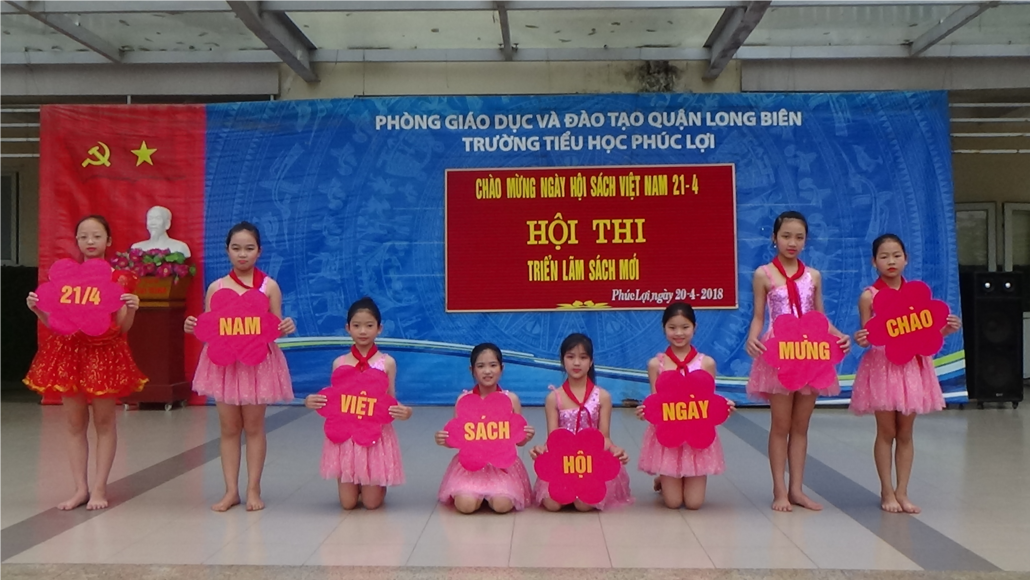 PHÒNG GIÁO DỤC VÀ ĐÀO TẠO QUẬN LONG BIÊN
TRƯỜNG TIỂU HỌC PHÚC LỢI
CHÀO MỪNG NGÀY HỘI SÁCH VIỆT NAM 21-4
HỘI THI
TRIỂN LÃM SÁCH MỚI
Phúc Lợi, ngày 20-4-2018
21/4
NAM
VIỆT
SÁCH
HỘI
NGÀY
MỪNG
CHÀO